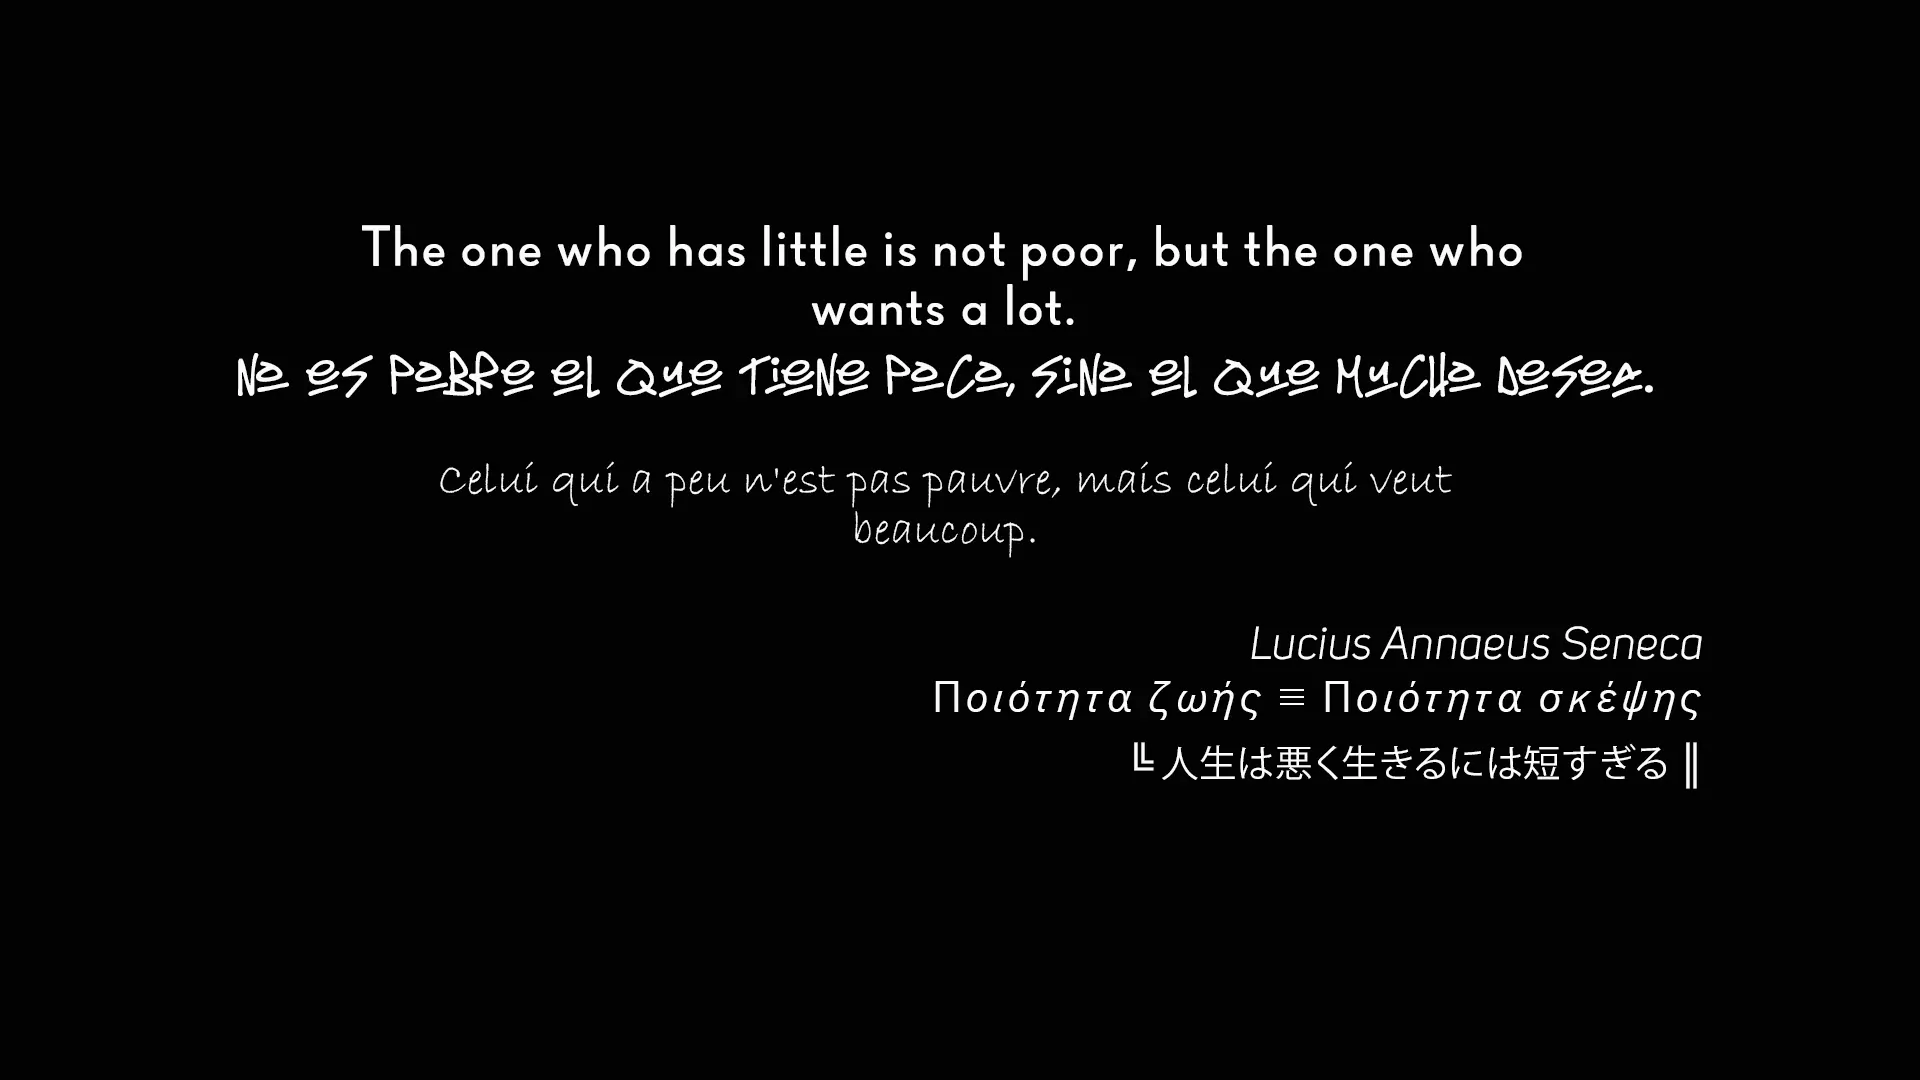 The one who has little is not poor, but the one who
wants a lot.
No es pobre el que tiene poco, sino el que mucho desea.
Celui qui a peu n'est pas pauvre, mais celui qui veut
beaucoup.
Lucius Annaeus Seneca
Ποιότητα ζωής ≡ Ποιότητα σκέψης
╚ 人生は悪く生きるには短すぎる ║